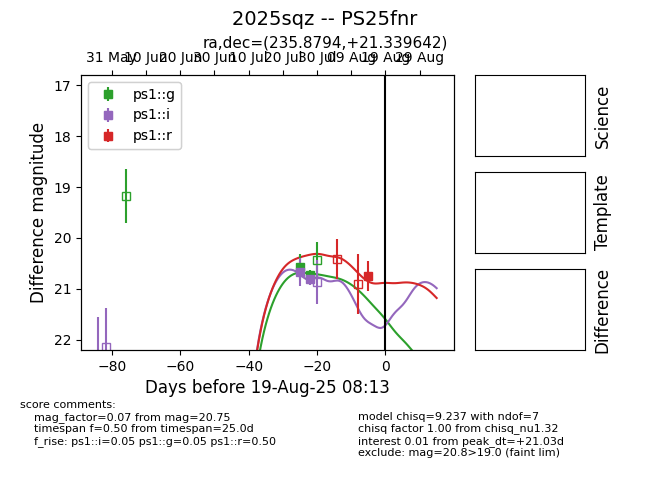 2025sqz -- PS25fnr
ra,dec=(235.8794,+21.339642)
31 May 10 Jun 20 Jun 30 Jun 10 Jul 20 Jul 30 Jul 09 Aug 19 Aug 29 Aug
ps1::g
ps1::i
ps1::r
17
18
19
20
21
22
Difference magnitude
−80 −60 −40 −20 0
Days before 19-Aug-25 08:13
Science
Template
Difference
score comments:
mag_factor=0.07 from mag=20.75
timespan f=0.50 from timespan=25.0d
f_rise: ps1::i=0.05 ps1::g=0.05 ps1::r=0.50
model chisq=9.237 with ndof=7
chisq factor 1.00 from chisq_nu1.32
interest 0.01 from peak_dt=+21.03d
exclude: mag=20.8>19.0 (faint lim)